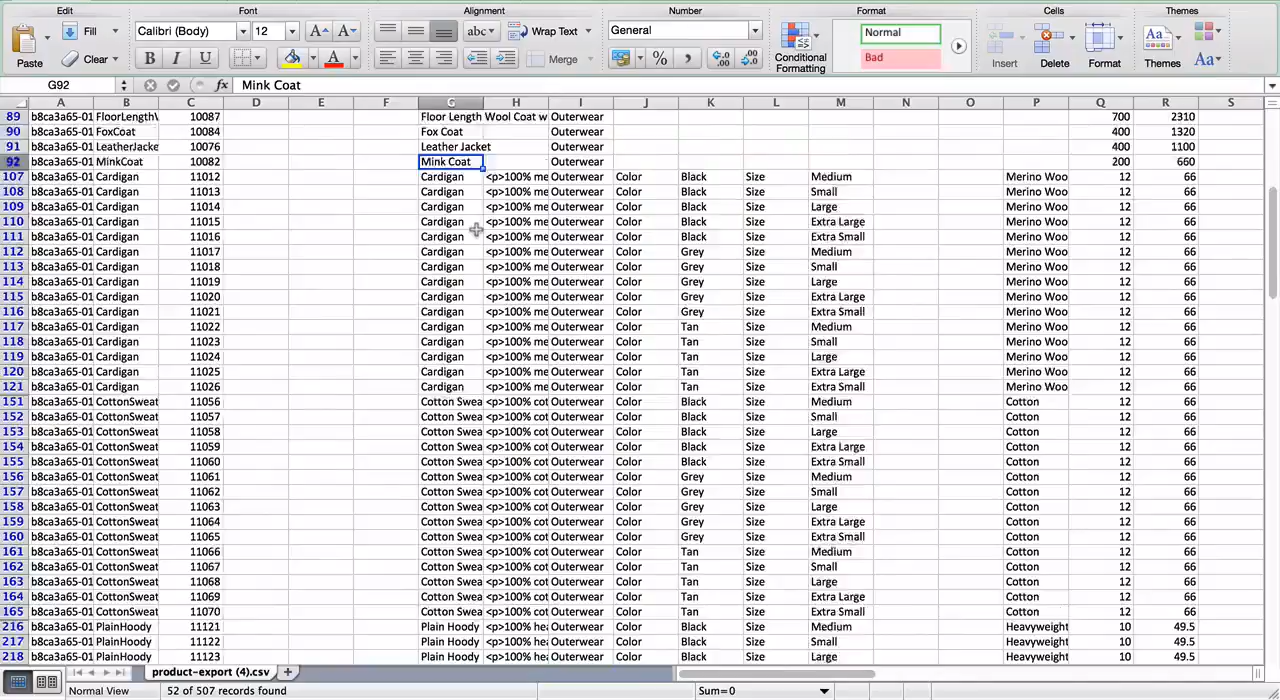 Edit Font Alignment Number Format Cells Themes
Fill Calibri (Body) 12 A A abc Wrap Text General Normal
Paste Clear B I U A Merge % Conditional Formatting Bad Insert Delete Format Themes Aa
G92 fx Mink Coat
A B C D E F G H I J K L M N O P Q R S
89 b8ca3a65-01 FloorLengthW 10087 Floor Length Wool Coat w Outerwear 700 2310
90 b8ca3a65-01 FoxCoat 10084 Fox Coat Outerwear 400 1320
91 b8ca3a65-01 LeatherJacke 10076 Leather Jacket Outerwear 400 1100
92 b8ca3a65-01 MinkCoat 10082 Mink Coat Outerwear 200 660
107 b8ca3a65-01 Cardigan 11012 Cardigan <p>100% me Outerwear Color Black Size Medium Merino Woo 12 66
108 b8ca3a65-01 Cardigan 11013 Cardigan <p>100% me Outerwear Color Black Size Small Merino Woo 12 66
109 b8ca3a65-01 Cardigan 11014 Cardigan <p>100% me Outerwear Color Black Size Large Merino Woo 12 66
110 b8ca3a65-01 Cardigan 11015 Cardigan <p>100% me Outerwear Color Black Size Extra Large Merino Woo 12 66
111 b8ca3a65-01 Cardigan 11016 Cardigan <p>100% me Outerwear Color Black Size Extra Small Merino Woo 12 66
112 b8ca3a65-01 Cardigan 11017 Cardigan <p>100% me Outerwear Color Grey Size Medium Merino Woo 12 66
113 b8ca3a65-01 Cardigan 11018 Cardigan <p>100% me Outerwear Color Grey Size Small Merino Woo 12 66
114 b8ca3a65-01 Cardigan 11019 Cardigan <p>100% me Outerwear Color Grey Size Large Merino Woo 12 66
115 b8ca3a65-01 Cardigan 11020 Cardigan <p>100% me Outerwear Color Grey Size Extra Large Merino Woo 12 66
116 b8ca3a65-01 Cardigan 11021 Cardigan <p>100% me Outerwear Color Grey Size Extra Small Merino Woo 12 66
117 b8ca3a65-01 Cardigan 11022 Cardigan <p>100% me Outerwear Color Tan Size Medium Merino Woo 12 66
118 b8ca3a65-01 Cardigan 11023 Cardigan <p>100% me Outerwear Color Tan Size Small Merino Woo 12 66
119 b8ca3a65-01 Cardigan 11024 Cardigan <p>100% me Outerwear Color Tan Size Large Merino Woo 12 66
120 b8ca3a65-01 Cardigan 11025 Cardigan <p>100% me Outerwear Color Tan Size Extra Large Merino Woo 12 66
121 b8ca3a65-01 Cardigan 11026 Cardigan <p>100% me Outerwear Color Tan Size Extra Small Merino Woo 12 66
151 b8ca3a65-01 CottonSweat 11056 Cotton Swea <p>100% cot Outerwear Color Black Size Medium Cotton 12 66
152 b8ca3a65-01 CottonSweat 11057 Cotton Swea <p>100% cot Outerwear Color Black Size Small Cotton 12 66
153 b8ca3a65-01 CottonSweat 11058 Cotton Swea <p>100% cot Outerwear Color Black Size Large Cotton 12 66
154 b8ca3a65-01 CottonSweat 11059 Cotton Swea <p>100% cot Outerwear Color Black Size Extra Large Cotton 12 66
155 b8ca3a65-01 CottonSweat 11060 Cotton Swea <p>100% cot Outerwear Color Black Size Extra Small Cotton 12 66
156 b8ca3a65-01 CottonSweat 11061 Cotton Swea <p>100% cot Outerwear Color Grey Size Medium Cotton 12 66
157 b8ca3a65-01 CottonSweat 11062 Cotton Swea <p>100% cot Outerwear Color Grey Size Small Cotton 12 66
158 b8ca3a65-01 CottonSweat 11063 Cotton Swea <p>100% cot Outerwear Color Grey Size Large Cotton 12 66
159 b8ca3a65-01 CottonSweat 11064 Cotton Swea <p>100% cot Outerwear Color Grey Size Extra Large Cotton 12 66
160 b8ca3a65-01 CottonSweat 11065 Cotton Swea <p>100% cot Outerwear Color Grey Size Extra Small Cotton 12 66
161 b8ca3a65-01 CottonSweat 11066 Cotton Swea <p>100% cot Outerwear Color Tan Size Medium Cotton 12 66
162 b8ca3a65-01 CottonSweat 11067 Cotton Swea <p>100% cot Outerwear Color Tan Size Small Cotton 12 66
163 b8ca3a65-01 CottonSweat 11068 Cotton Swea <p>100% cot Outerwear Color Tan Size Large Cotton 12 66
164 b8ca3a65-01 CottonSweat 11069 Cotton Swea <p>100% cot Outerwear Color Tan Size Extra Large Cotton 12 66
165 b8ca3a65-01 CottonSweat 11070 Cotton Swea <p>100% cot Outerwear Color Tan Size Extra Small Cotton 12 66
216 b8ca3a65-01 PlainHoody 11121 Plain Hoody <p>100% hea Outerwear Color Black Size Medium Heavyweight 10 49.5
217 b8ca3a65-01 PlainHoody 11122 Plain Hoody <p>100% hea Outerwear Color Black Size Small Heavyweight 10 49.5
218 b8ca3a65-01 PlainHoody 11123 Plain Hoody <p>100% hea Outerwear Color Black Size Large Heavyweight 10 49.5
product-export (4).csv
Normal View 52 of 507 records found Sum=0